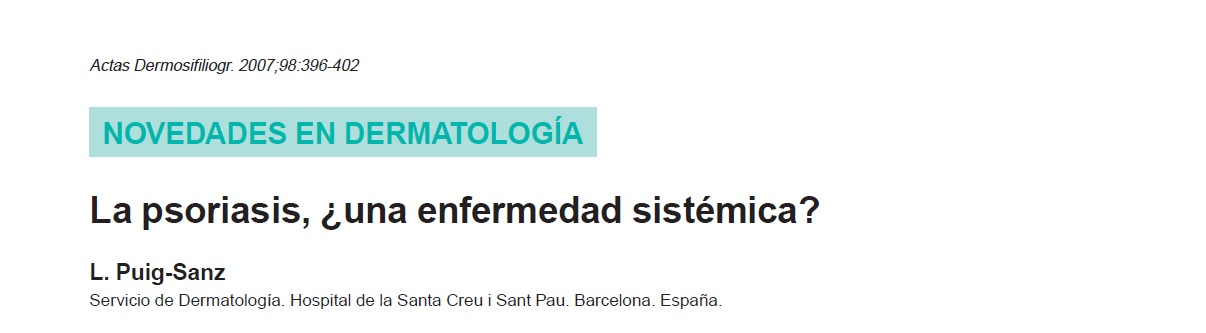 Actas Dermosifiliogr. 2007;98:396-402
NOVEDADES EN DERMATOLOGÍA
La psoriasis, ¿una enfermedad sistémica?
L. Puig-Sanz
Servicio de Dermatología. Hospital de la Santa Creu i Sant Pau. Barcelona. España.